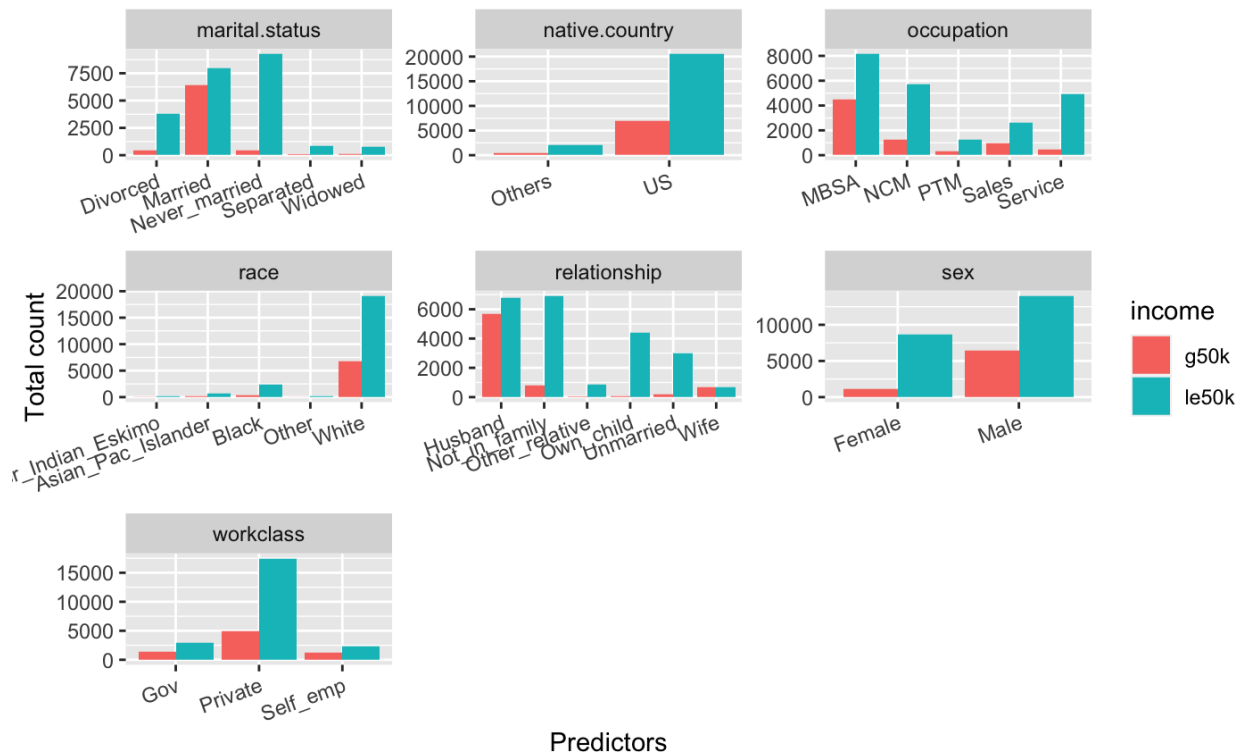 marital.status
7500
5000
2500
0
Divorced
Married
Never_married
Separated
Widowed
native.country
20000
15000
10000
5000
0
Others
US
occupation
8000
6000
4000
2000
0
MBSA
NCM
PTM
Sales
Service
Total count
race
20000
15000
10000
5000
0
r_Indian_Eskimo
Asian_Pac_Islander
Black
Other
White
relationship
6000
4000
2000
0
Husband
Not_in_family
Other_relative
Own_child
Unmarried
Wife
sex
10000
5000
0
Female
Male
income
g50k
le50k
workclass
15000
10000
5000
0
Gov
Private
Self_emp
Predictors